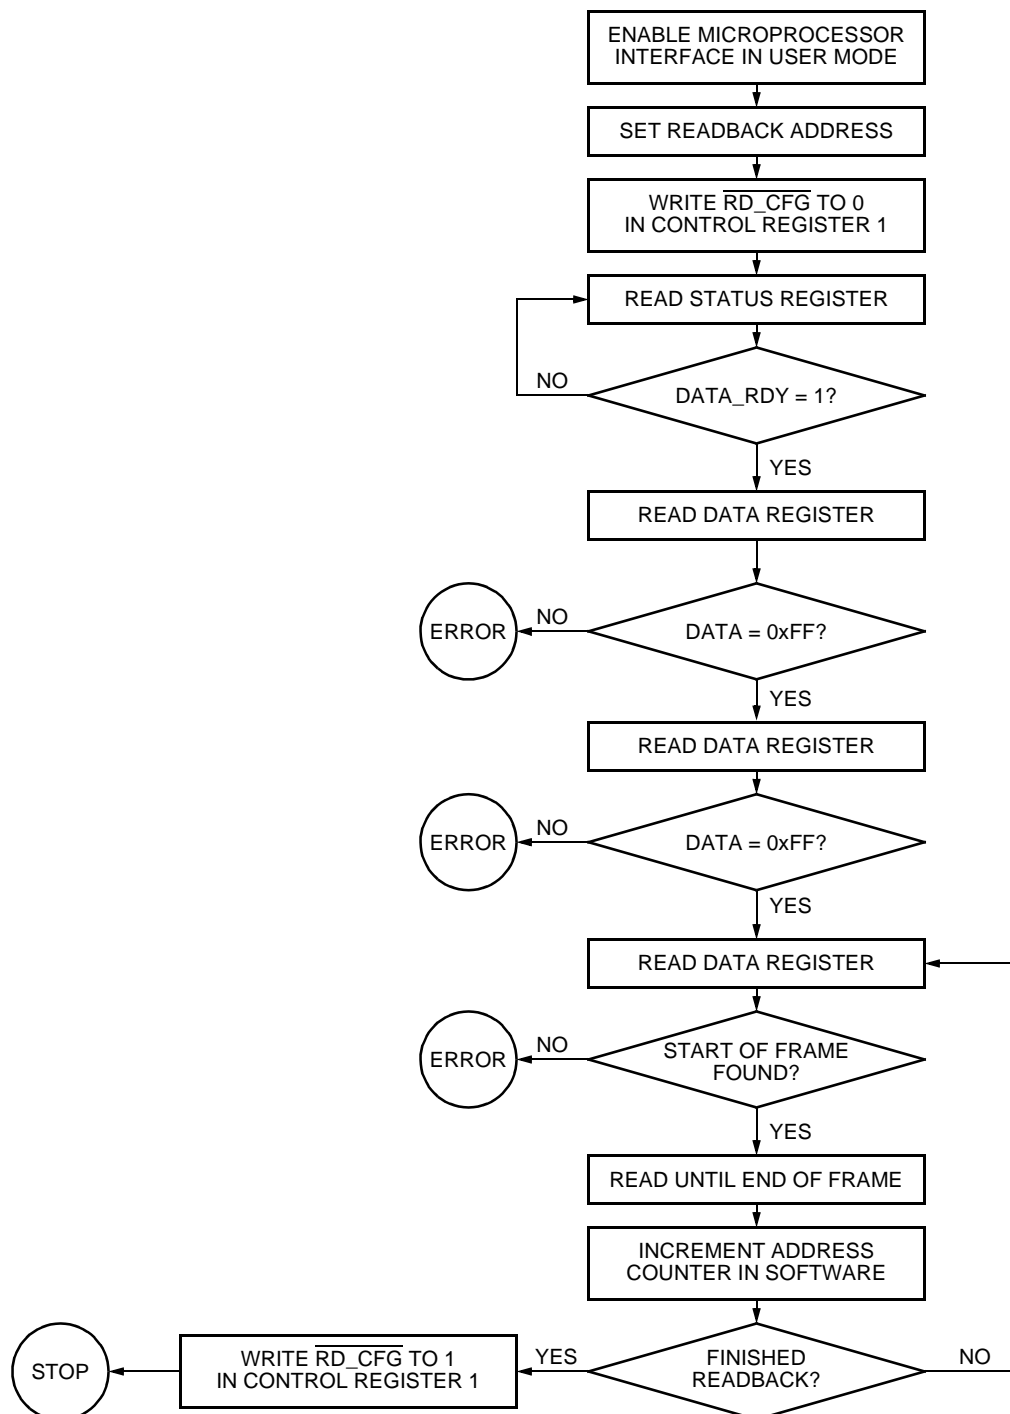 ENABLE MICROPROCESSOR
INTERFACE IN USER MODE
SET READBACK ADDRESS
WRITE RD_CFG TO 0
IN CONTROL REGISTER 1
READ STATUS REGISTER
NO
DATA_RDY = 1?
YES
READ DATA REGISTER
ERROR
NO
DATA = 0xFF?
YES
READ DATA REGISTER
ERROR
NO
DATA = 0xFF?
YES
READ DATA REGISTER
ERROR
NO
START OF FRAME
FOUND?
YES
READ UNTIL END OF FRAME
INCREMENT ADDRESS
COUNTER IN SOFTWARE
STOP
WRITE RD_CFG TO 1
IN CONTROL REGISTER 1
YES
FINISHED
READBACK?
NO